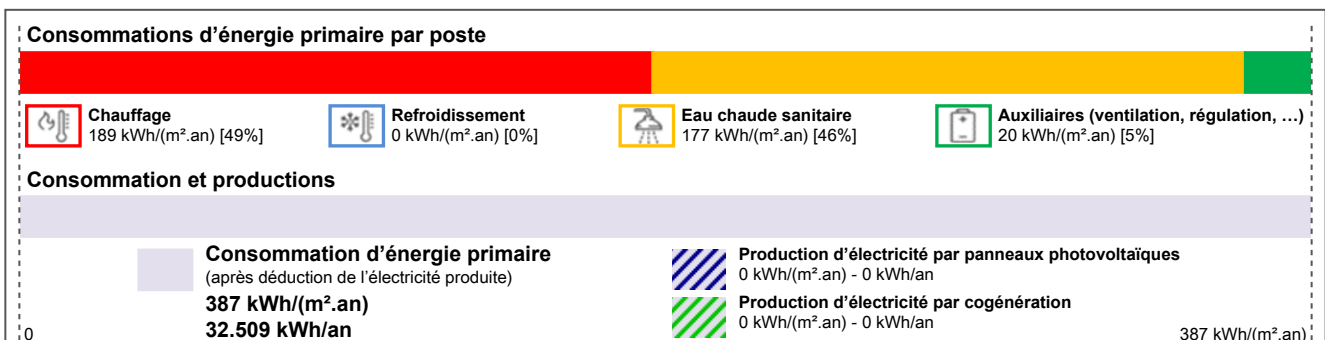 Consommations d’énergie primaire par poste
Chauffage
189 kWh/(m².an) [49%]
Refroidissement
0 kWh/(m².an) [0%]
Eau chaude sanitaire
177 kWh/(m².an) [46%]
Auxiliaires (ventilation, régulation, …)
20 kWh/(m².an) [5%]
Consommation et productions
Consommation d’énergie primaire
(après déduction de l’électricité produite)
387 kWh/(m².an)
32.509 kWh/an
Production d’électricité par panneaux photovoltaïques
0 kWh/(m².an) - 0 kWh/an
Production d’électricité par cogénération
0 kWh/(m².an) - 0 kWh/an
0
387 kWh/(m².an)